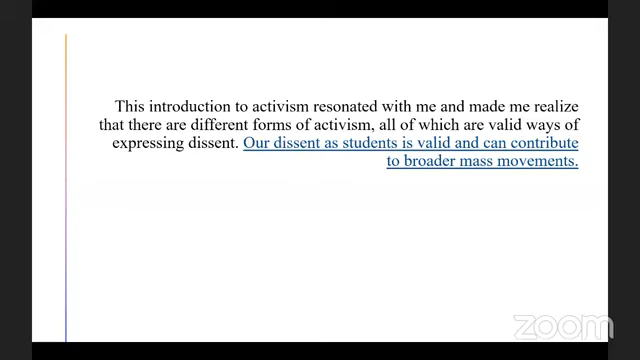 This introduction to activism resonated with me and made me realize
that there are different forms of activism, all of which are valid ways of
expressing dissent. Our dissent as students is valid and can contribute
to broader mass movements.
zoom